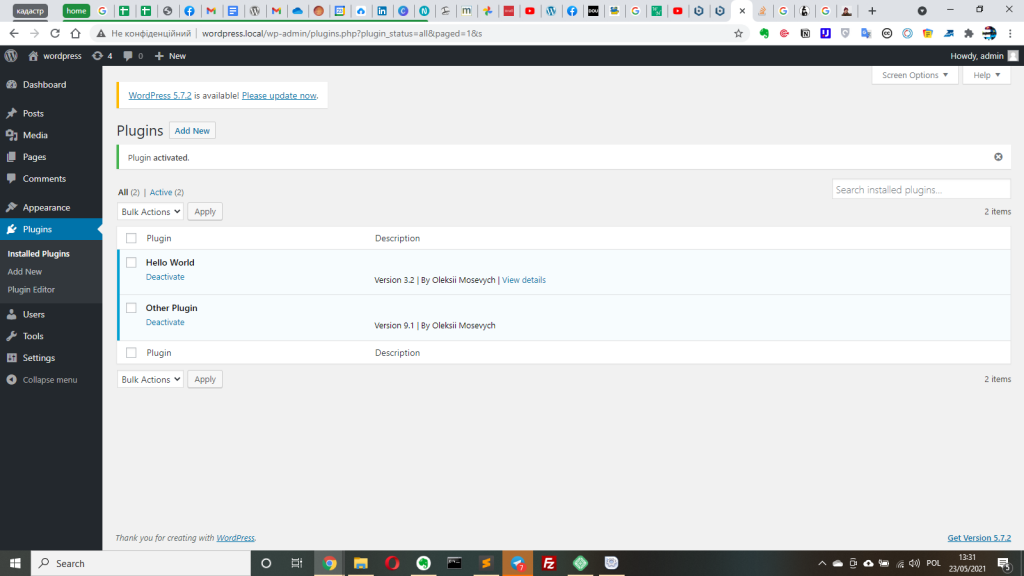 кадастр
home
Не конфіденційний
wordpress.local/wp-admin/plugins.php?plugin_status=all&paged=1&s
wordpress
4
0
New
Howdy, admin
Dashboard
Posts
Media
Pages
Comments
Appearance
Plugins
Installed Plugins
Add New
Plugin Editor
Users
Tools
Settings
Collapse menu
Screen Options
Help
WordPress 5.7.2 is available! Please update now.
Plugins
Add New
Plugin activated.
All (2) | Active (2)
Search installed plugins...
Bulk Actions
Apply
2 items
Plugin
Description
Hello World
Deactivate
Version 3.2 | By Oleksii Mosevych | View details
Other Plugin
Deactivate
Version 9.1 | By Oleksii Mosevych
Plugin
Description
Bulk Actions
Apply
2 items
Thank you for creating with WordPress.
Get Version 5.7.2
Search
POL
13:31
23/05/2021
5